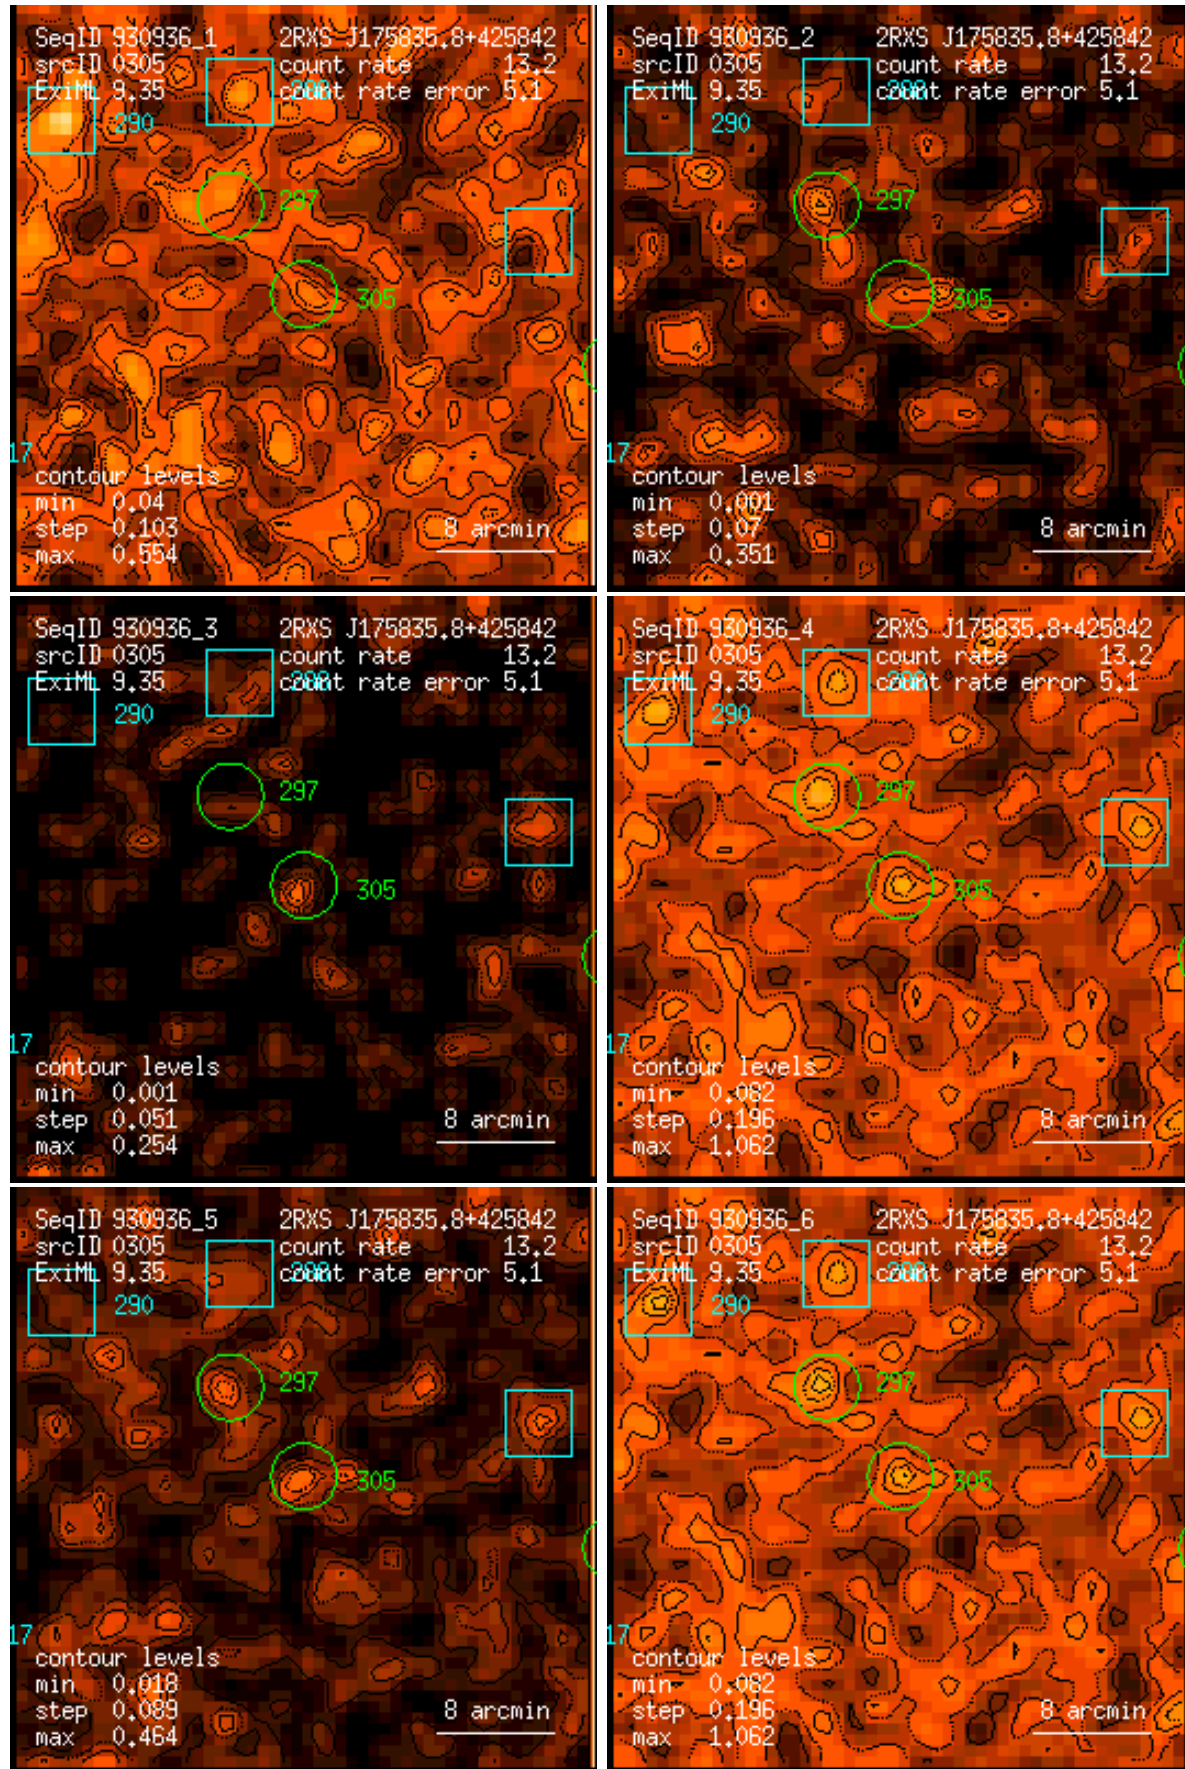 SeqID 930936_1 2RXS J175835.8+425842
srcID 0305 count rate 13.2
ExiML 9.35 count rate error 5.1
290
297
305
17
contour levels
min 0.04
step 0.103
max 0.554
8 arcmin
SeqID 930936_2 2RXS J175835.8+425842
srcID 0305 count rate 13.2
ExiML 9.35 count rate error 5.1
290
297
305
17
contour levels
min 0.001
step 0.07
max 0.351
8 arcmin
SeqID 930936_3 2RXS J175835.8+425842
srcID 0305 count rate 13.2
ExiML 9.35 count rate error 5.1
290
297
305
17
contour levels
min 0.001
step 0.051
max 0.254
8 arcmin
SeqID 930936_4 2RXS J175835.8+425842
srcID 0305 count rate 13.2
ExiML 9.35 count rate error 5.1
290
297
305
17
contour levels
min 0.082
step 0.196
max 1.062
8 arcmin
SeqID 930936_5 2RXS J175835.8+425842
srcID 0305 count rate 13.2
ExiML 9.35 count rate error 5.1
290
297
305
17
contour levels
min 0.018
step 0.089
max 0.464
8 arcmin
SeqID 930936_6 2RXS J175835.8+425842
srcID 0305 count rate 13.2
ExiML 9.35 count rate error 5.1
290
297
305
17
contour levels
min 0.082
step 0.196
max 1.062
8 arcmin